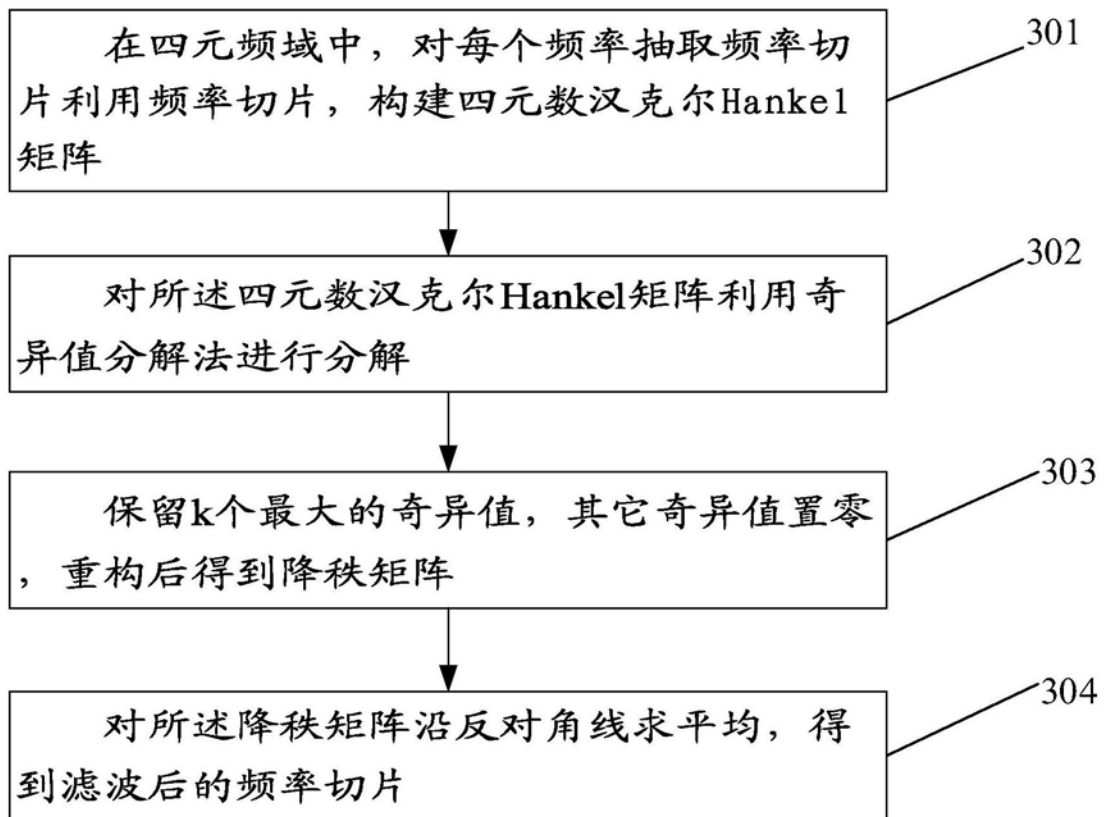 在四元频域中，对每个频率抽取频率切
片利用频率切片，构建四元数汉克尔Hankel
矩阵
301
对所述四元数汉克尔Hankel矩阵利用奇
异值分解法进行分解
302
保留k个最大的奇异值，其它奇异值置零
，重构后得到降秩矩阵
303
对所述降秩矩阵沿反对角线求平均，得
到滤波后的频率切片
304